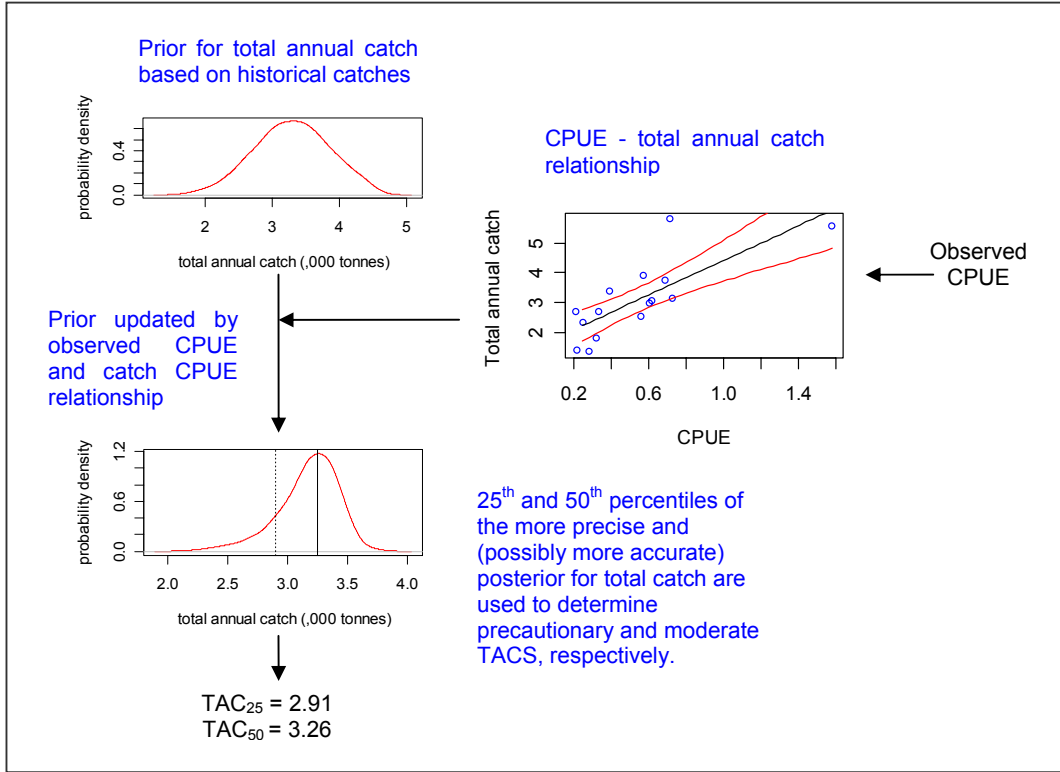 Prior for total annual catch
based on historical catches
probability density
0.0
0.4
2 3 4 5
total annual catch (,000 tonnes)
CPUE - total annual catch
relationship
Total annual catch
2
3
4
5
0.2 0.6 1.0 1.4
CPUE
Observed
CPUE
Prior updated by
observed CPUE
and catch CPUE
relationship
probability density
0.0
0.6
1.2
2.0 2.5 3.0 3.5 4.0
total annual catch (,000 tonnes)
25th and 50th percentiles of
the more precise and
(possibly more accurate)
posterior for total catch are
used to determine
precautionary and moderate
TACS, respectively.
TAC25 = 2.91
TAC50 = 3.26